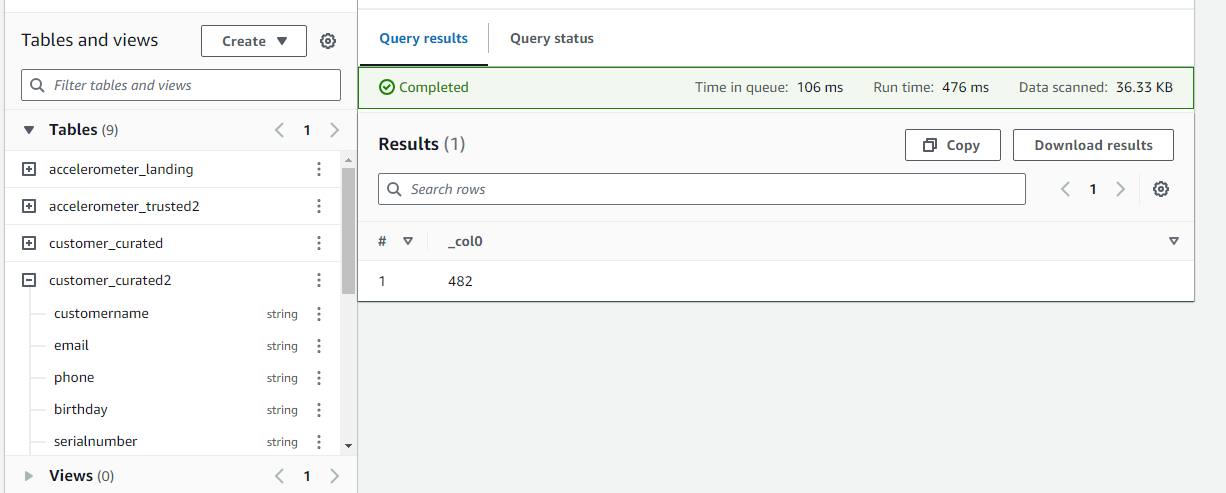 Tables and views
Create
Filter tables and views
Tables (9)
1
accelerometer_landing
accelerometer_trusted2
customer_curated
customer_curated2
customername string
email string
phone string
birthday string
serialnumber string
Views (0)
1
Query results
Query status
Completed
Time in queue: 106 ms
Run time: 476 ms
Data scanned: 36.33 KB
Results (1)
Copy
Download results
Search rows
1
# _col0
1 482